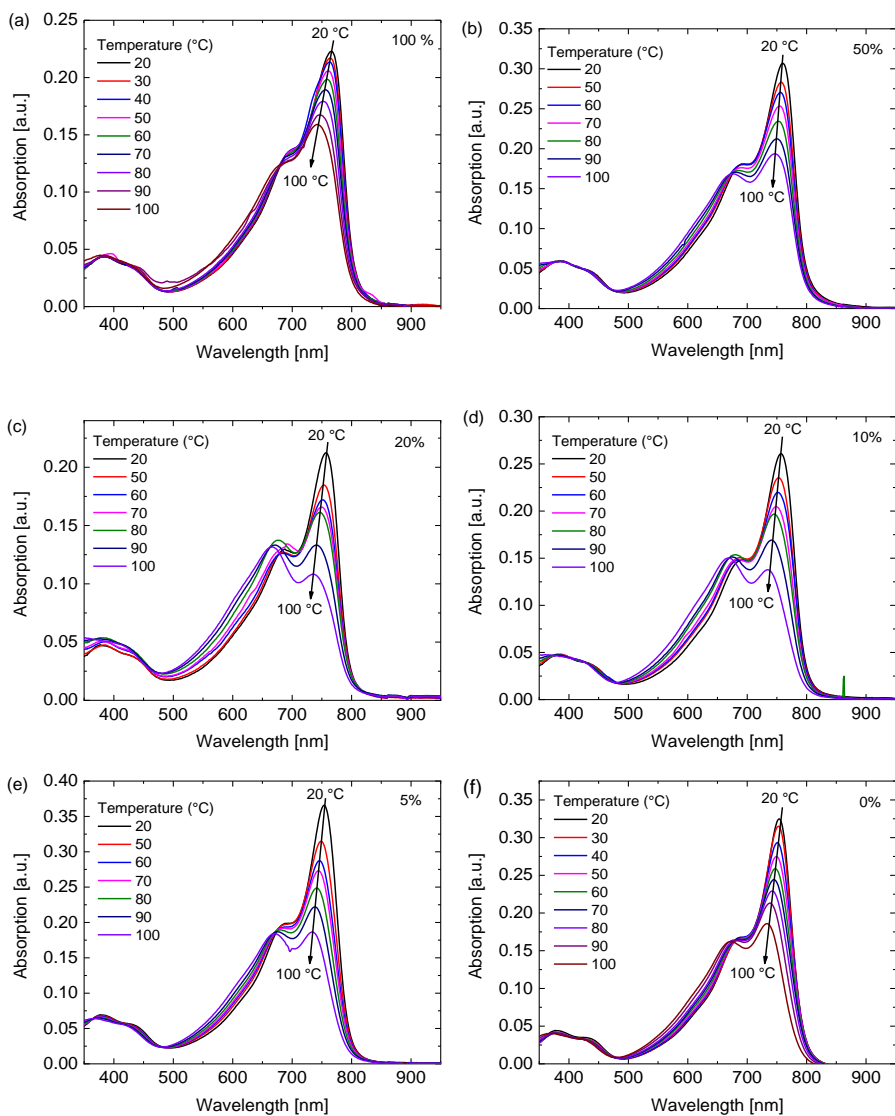 (a)
100 %
20 °C
Temperature (°C)
20
30
40
50
60
70
80
90
100
100 °C
Absorption [a.u.]
0.25
0.20
0.15
0.10
0.05
0.00
400 500 600 700 800 900
Wavelength [nm]
(b)
50%
20 °C
Temperature (°C)
20
50
60
70
80
90
100
100 °C
Absorption [a.u.]
0.35
0.30
0.25
0.20
0.15
0.10
0.05
0.00
400 500 600 700 800 900
Wavelength [nm]
(c)
20%
20 °C
Temperature (°C)
20
50
60
70
80
90
100
100 °C
Absorption [a.u.]
0.20
0.15
0.10
0.05
0.00
400 500 600 700 800 900
Wavelength [nm]
(d)
10%
20 °C
Temperature (°C)
20
50
60
70
80
90
100
100 °C
Absorption [a.u.]
0.30
0.25
0.20
0.15
0.10
0.05
0.00
400 500 600 700 800 900
Wavelength [nm]
(e)
5%
20 °C
Temperature (°C)
20
50
60
70
80
90
100
100 °C
Absorption [a.u.]
0.40
0.35
0.30
0.25
0.20
0.15
0.10
0.05
0.00
400 500 600 700 800 900
Wavelength [nm]
(f)
0%
20 °C
Temperature (°C)
20
30
40
50
60
70
80
90
100
100 °C
Absorption [a.u.]
0.35
0.30
0.25
0.20
0.15
0.10
0.05
0.00
400 500 600 700 800 900
Wavelength [nm]